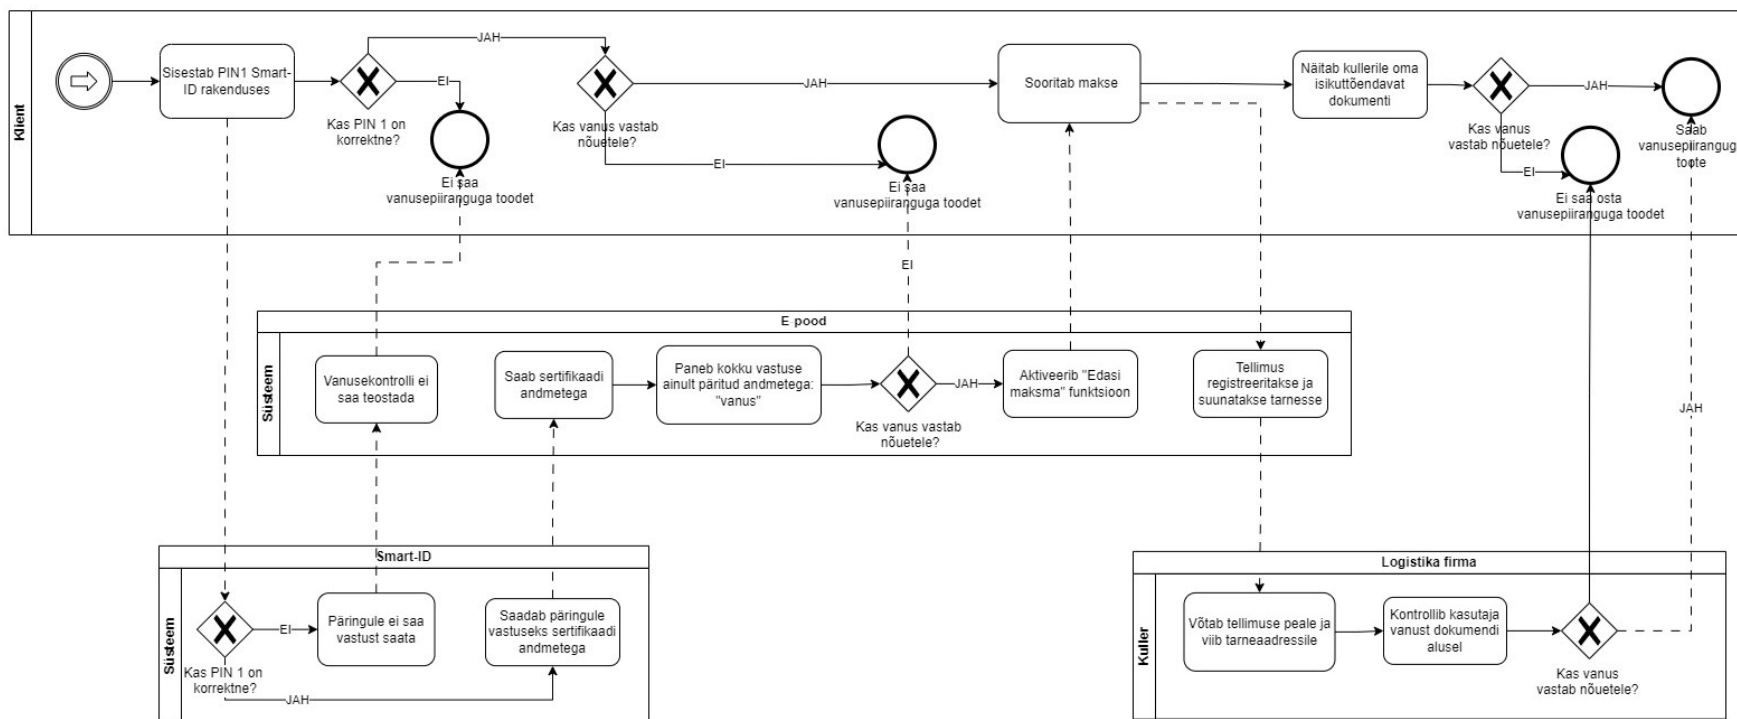 Klient
Sisestab PIN1 Smart-
ID rakenduses
Kas PIN 1 on
korrektne?
JAH
EI
Ei saa
vanusepiiranguga toodet
Kas vanus vastab
nõuetele?
JAH
EI
Ei saa
vanusepiiranguga toodet
Sooritab makse
Näitab kullerile oma
isikuttõendavat
dokumenti
Kas vanus
vastab nõuetele?
JAH
EI
Ei saa osta
vanusepiiranguga toodet
Saab
vanusepiiranguga
toote
E-pood
Süsteem
Vanusekontrolli ei
saa teostada
Saab sertifikaadi
andmetega
Paneb kokku vastuse
ainult päritud andmetega:
"vanus"
Kas vanus vastab
nõuetele?
EI
JAH
Aktiveerib "Edasi
maksma" funktsioon
Tellimus
registreeritakse ja
suunatakse tarnesse
Smart-ID
Süsteem
Kas PIN 1 on
korrektne?
EI
JAH
Päringule ei saa
vastust saata
Saadab päringule
vastuseks sertifikaadi
andmetega
Logistika firma
Kuller
Võtab tellimuse peale ja
viib tarneaadressile
Kontrollib kasutaja
vanust dokumendi
alusel
Kas vanus
vastab nõuetele?
JAH